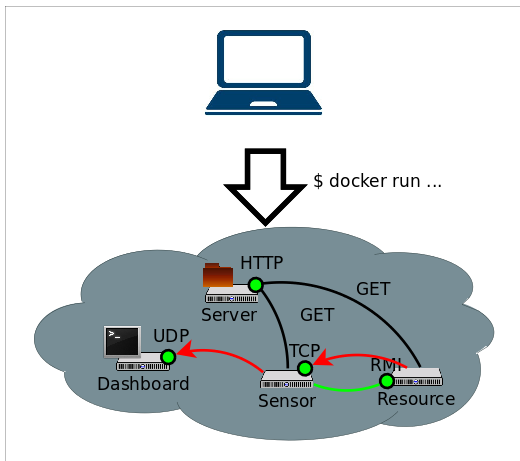 $ docker run ...
HTTP
GET
Server
GET
UDP
TCP
RMI
Dashboard
Sensor
Resource
>_